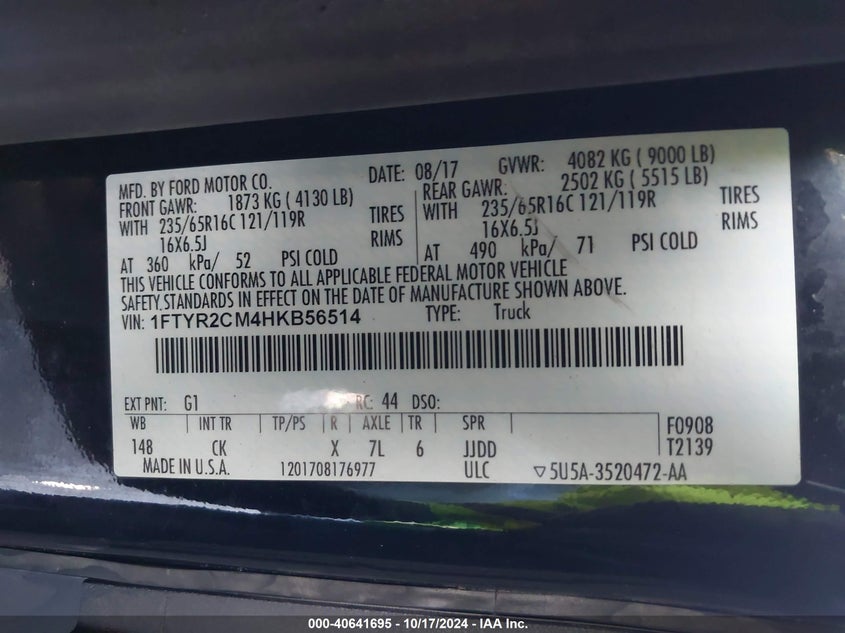 MFD. BY FORD MOTOR CO. DATE: 08/17 GVWR: 4082 KG ( 9000 LB)
FRONT GAWR: 1873 KG ( 4130 LB) REAR GAWR: 2502 KG ( 5515 LB)
WITH 235/65R16C 121/119R TIRES WITH 235/65R16C 121/119R TIRES
16X6.5J RIMS 16X6.5J RIMS
AT 360 kPa/ 52 PSI COLD AT 490 kPa/ 71 PSI COLD
THIS VEHICLE CONFORMS TO ALL APPLICABLE FEDERAL MOTOR VEHICLE
SAFETY STANDARDS IN EFFECT ON THE DATE OF MANUFACTURE SHOWN ABOVE.
VIN: 1FTYR2CM4HKB56514 TYPE: Truck
EXT PNT: G1 RC: 44 DSO:
WB INT TR TP/PS R AXLE TR SPR F0908
148 CK X 7L 6 JJDD T2139
MADE IN U.S.A. 1201708176977 ULC ▽5U5A-3520472-AA
000-40641695 - 10/17/2024 - IAA Inc.